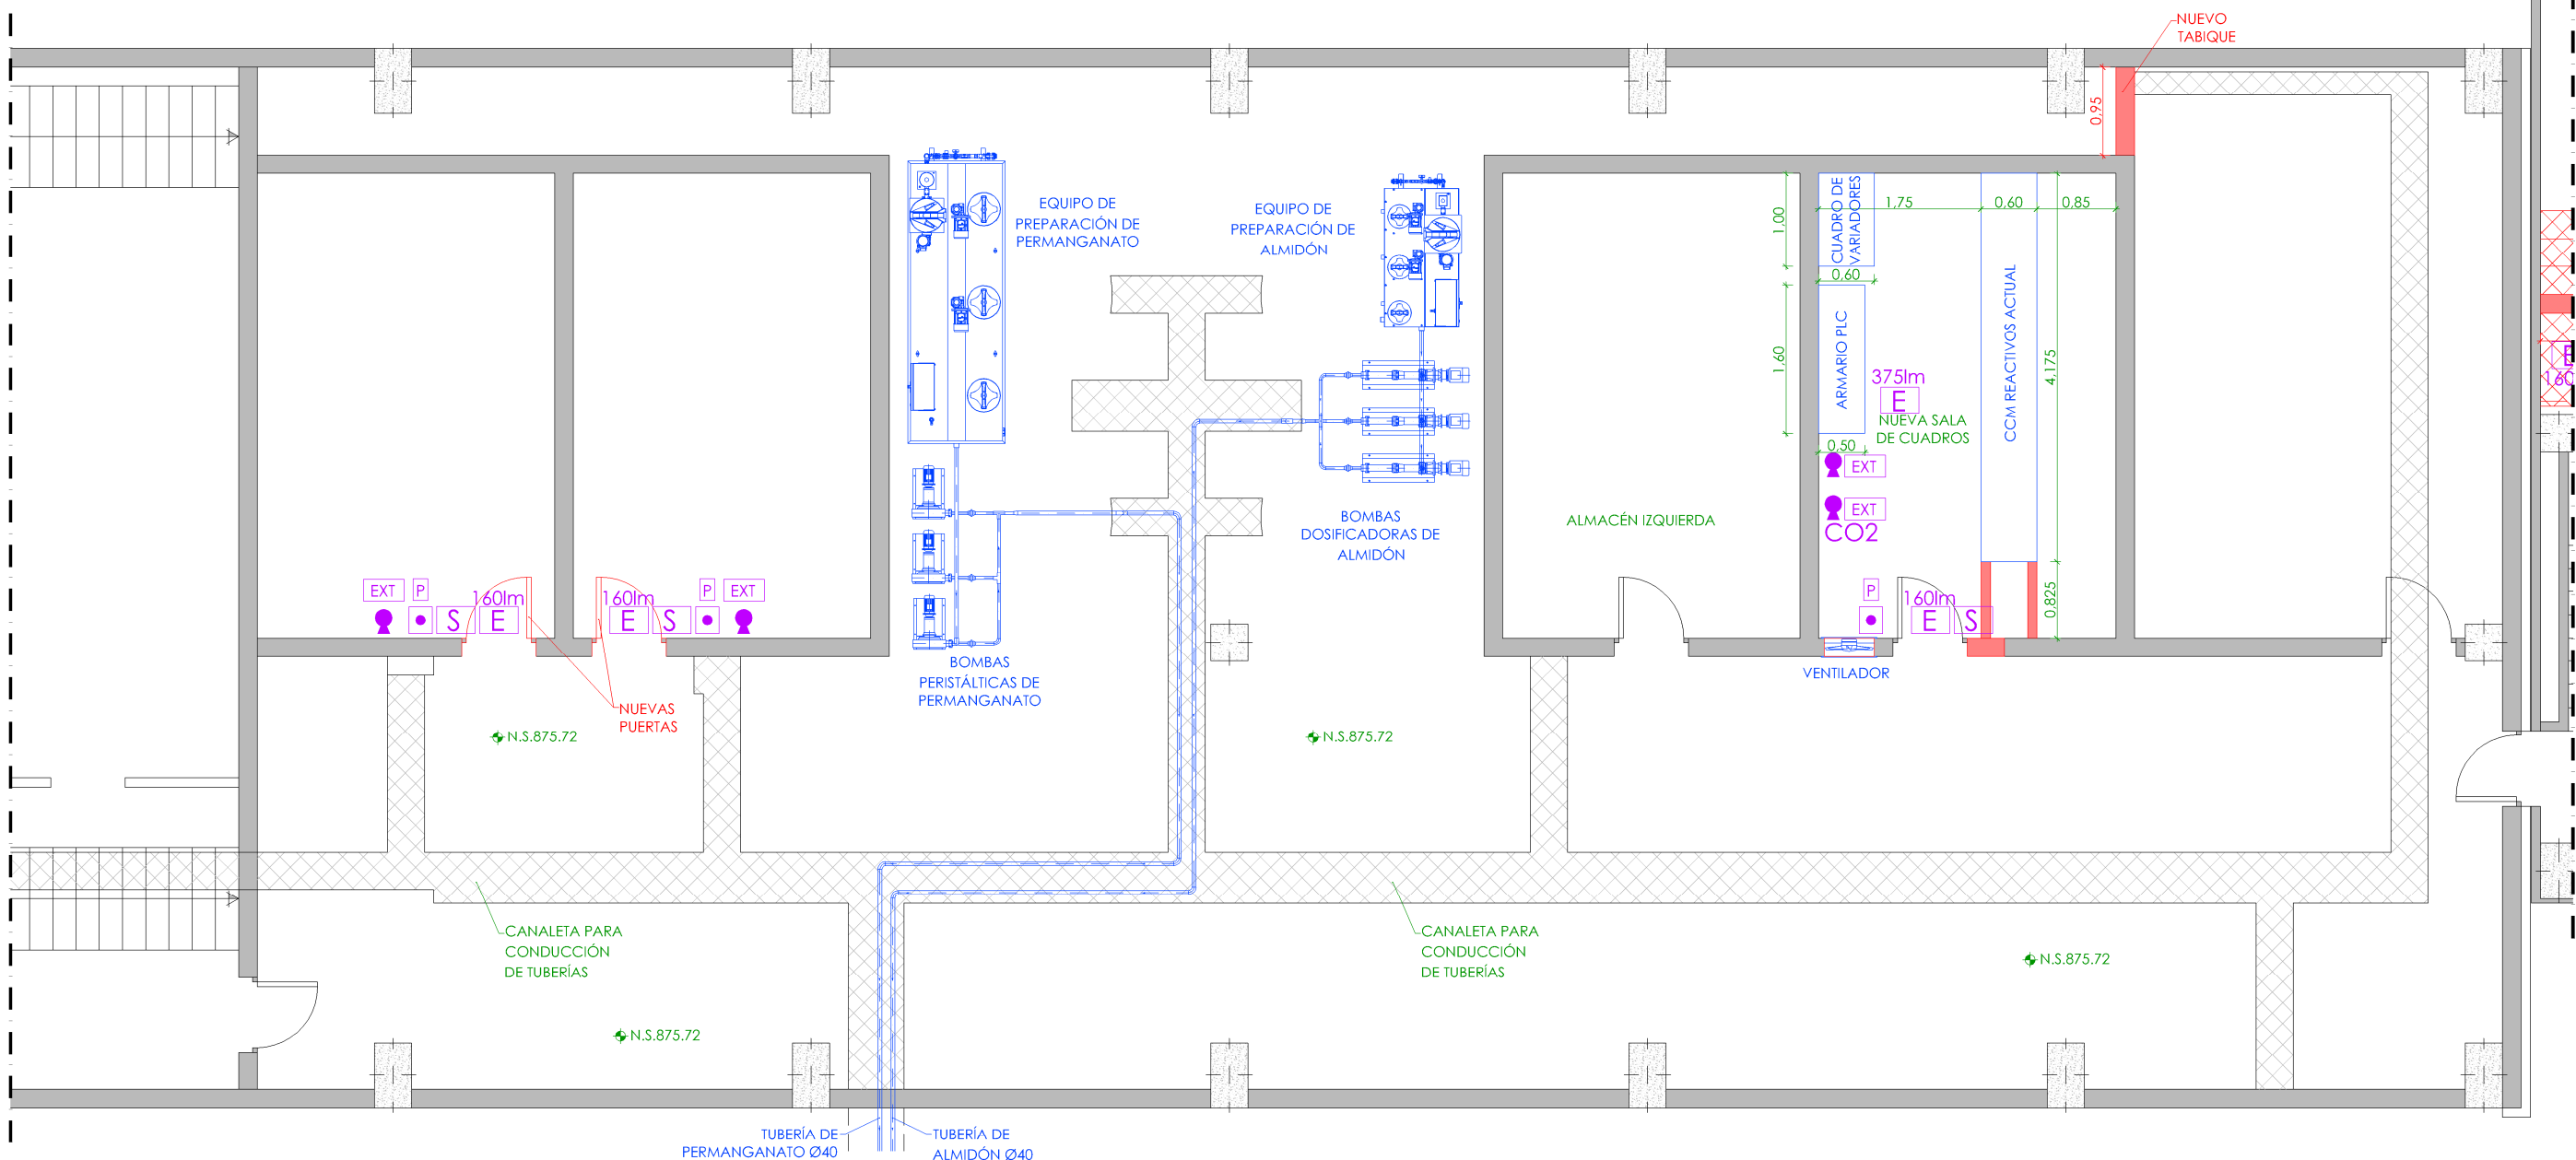 NUEVO
TABIQUE
0,95
EQUIPO DE
PREPARACIÓN DE
PERMANGANATO
EQUIPO DE
PREPARACIÓN DE
ALMIDÓN
CUADRO DE
VARIADORES
1,75
0,60
0,85
1,00
0,60
ARMARIO PLC
1,60
0,50
CCM REACTIVOS ACTUAL
4,175
0,825
375lm
E
NUEVA SALA
DE CUADROS
EXT
EXT
CO2
ALMACÉN IZQUIERDA
BOMBAS
DOSIFICADORAS DE
ALMIDÓN
E
160
EXT
P
160lm
S
E
160lm
P
EXT
E
S
P
160lm
E
S
BOMBAS
PERISTÁLTICAS DE
PERMANGANATO
VENTILADOR
NUEVAS
PUERTAS
N.S.875.72
N.S.875.72
CANALETA PARA
CONDUCCIÓN
DE TUBERÍAS
CANALETA PARA
CONDUCCIÓN
DE TUBERÍAS
N.S.875.72
N.S.875.72
TUBERÍA DE
PERMANGANATO Ø40
TUBERÍA DE
ALMIDÓN Ø40